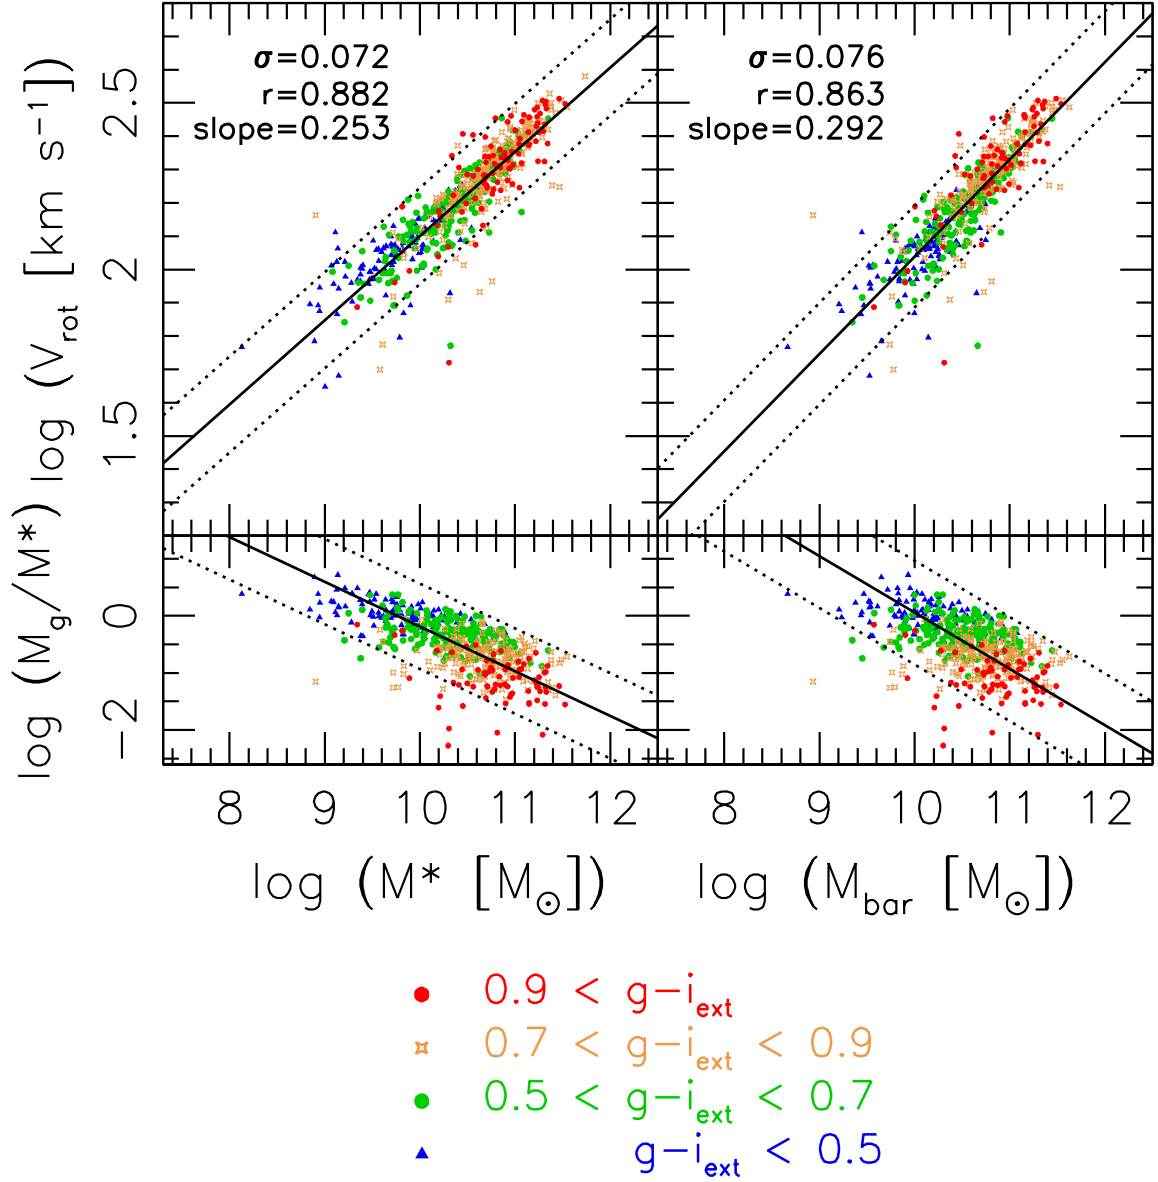 σ=0.072
r=0.882
slope=0.253
σ=0.076
r=0.863
slope=0.292
log (V_rot [km s⁻¹])
2.5
2
1.5
log (M_g/M*)
0
−2
8 9 10 11 12
8 9 10 11 12
log (M* [M_⊙])
log (M_bar [M_⊙])
0.9 < g−i_ext
0.7 < g−i_ext < 0.9
0.5 < g−i_ext < 0.7
g−i_ext < 0.5